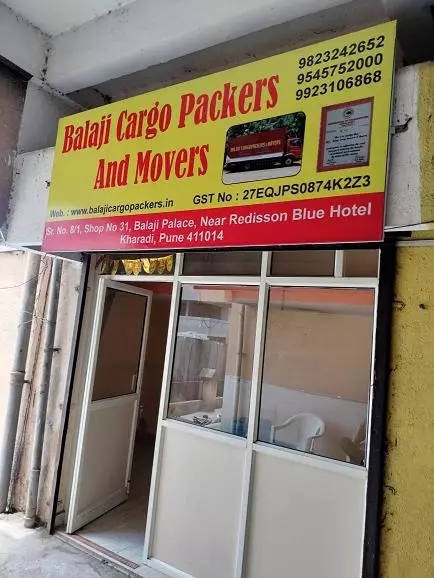 Balaji Cargo Packers
And Movers
9823242652
9545752000
9923106868
Web. : www.balajicargopackers.in
GST No : 27EQJPS0874K2Z3
Sr. No. 8/1, Shop No 31, Balaji Palace, Near Redisson Blue Hotel
Kharadi, Pune 411014